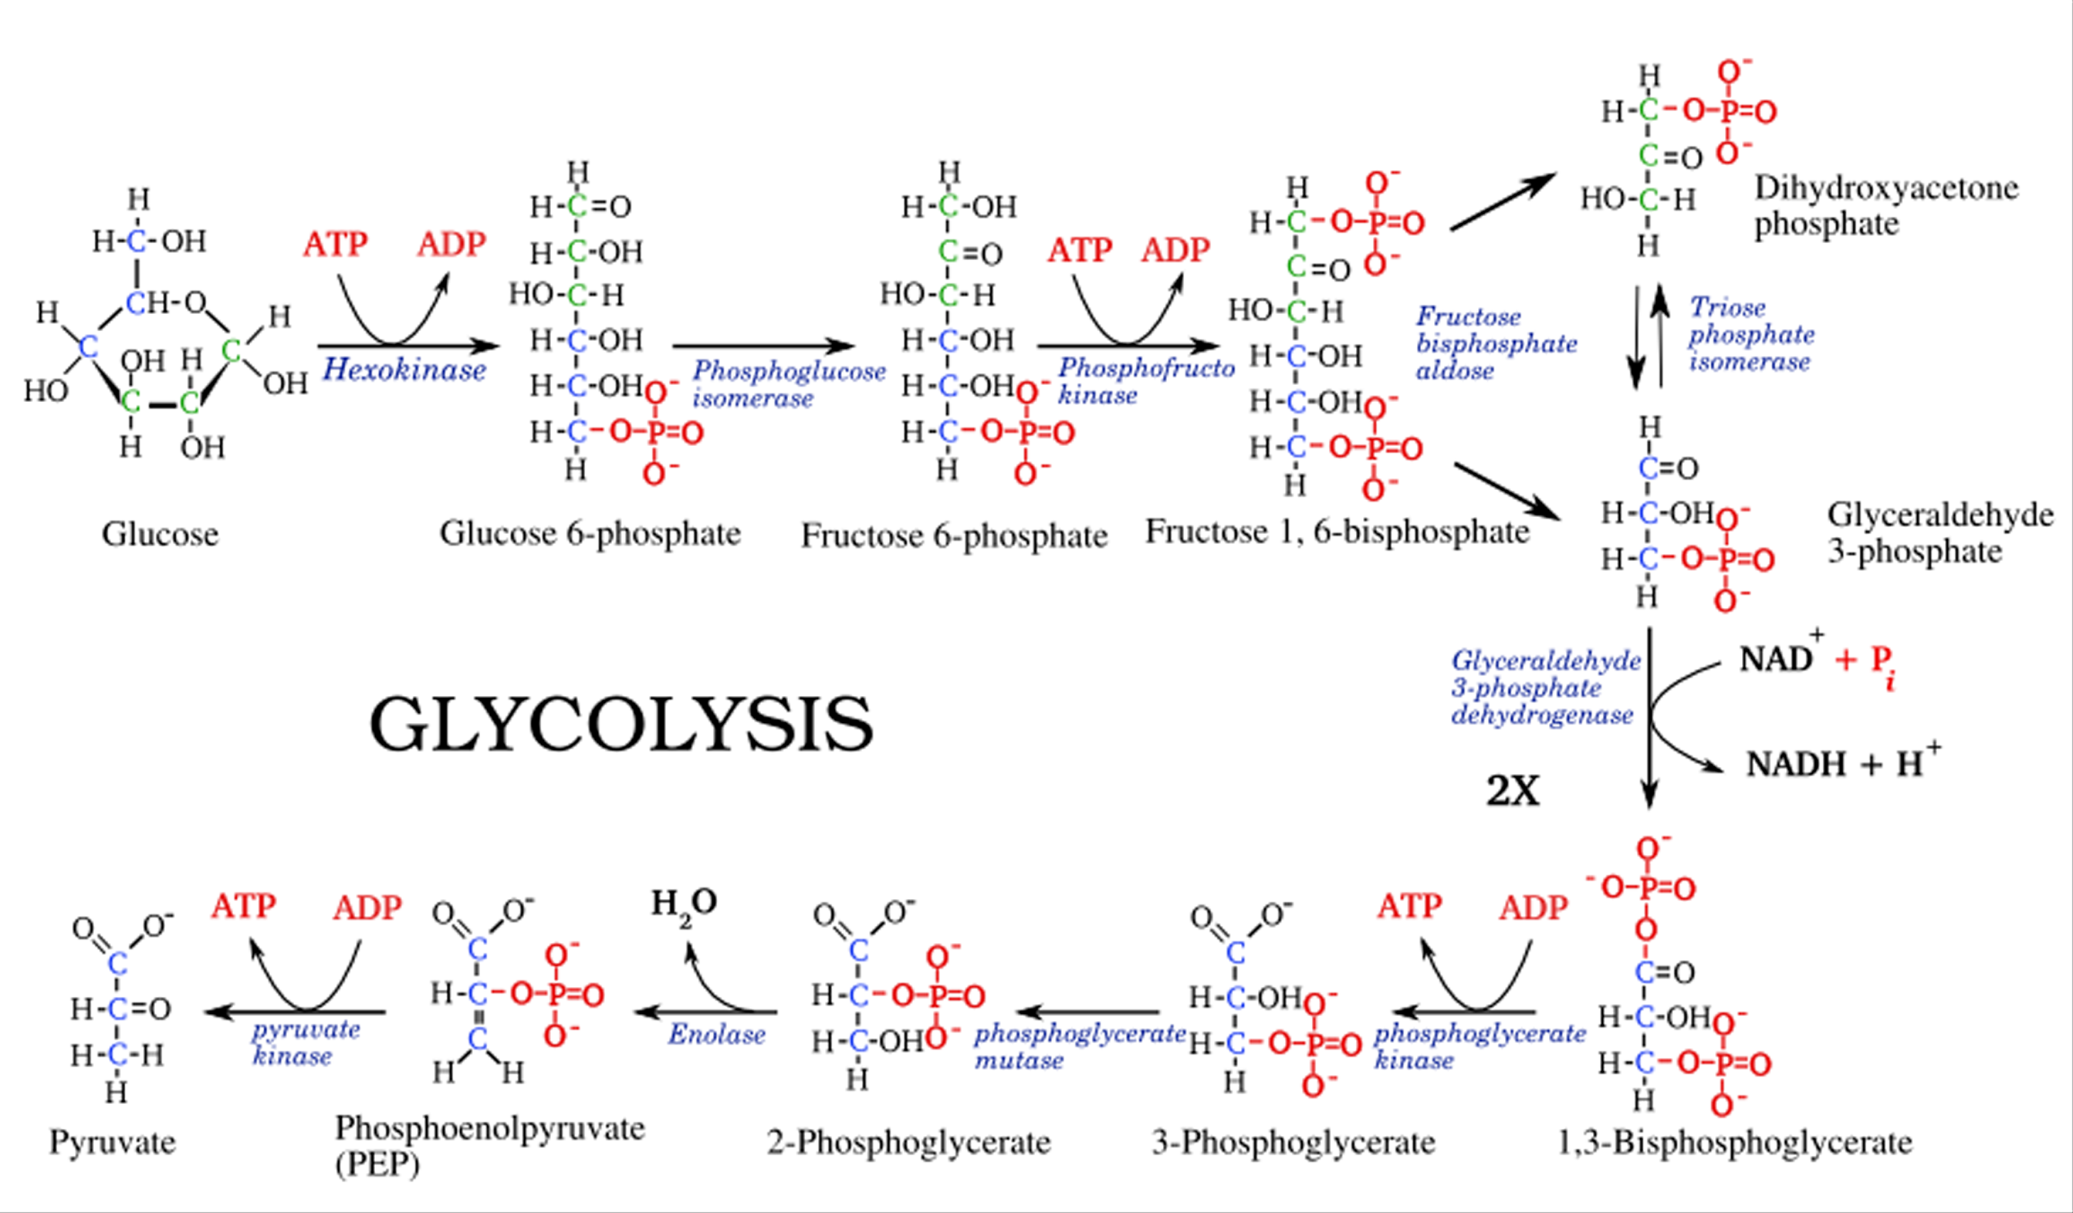 ATP ADP
Hexokinase
Glucose
Glucose 6-phosphate
Phosphoglucose
isomerase
Fructose 6-phosphate
ATP ADP
Phosphofructo
kinase
Fructose 1, 6-bisphosphate
Fructose
bisphosphate
aldose
Dihydroxyacetone
phosphate
Triose
phosphate
isomerase
Glyceraldehyde
3-phosphate
Glyceraldehyde
3-phosphate
dehydrogenase
NAD+ + Pi
NADH + H+
2X
GLYCOLYSIS
1,3-Bisphosphoglycerate
ATP ADP
phosphoglycerate
kinase
3-Phosphoglycerate
phosphoglycerate
mutase
2-Phosphoglycerate
H2O
Enolase
Phosphoenolpyruvate
(PEP)
ATP ADP
pyruvate
kinase
Pyruvate